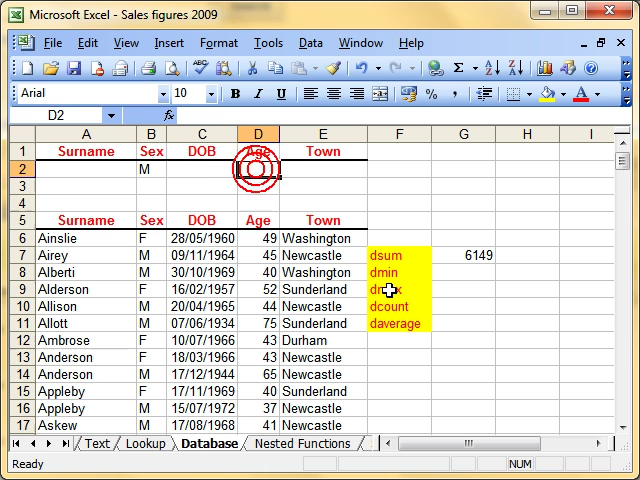 Microsoft Excel - Sales figures 2009
File Edit View Insert Format Tools Data Window Help
Arial 10 B I U % ,
D2 fx
A B C D E F G H I
1 Surname Sex DOB Age Town
2 M
3
4
5 Surname Sex DOB Age Town
6 Ainslie F 28/05/1960 49 Washington
7 Airey M 09/11/1964 45 Newcastle dsum 6149
8 Alberti M 30/10/1969 40 Washington dmin
9 Alderson F 16/02/1957 52 Sunderland dmax
10 Allison M 20/04/1965 44 Newcastle dcount
11 Allott M 07/06/1934 75 Sunderland daverage
12 Ambrose F 10/07/1966 43 Durham
13 Anderson F 18/03/1966 43 Newcastle
14 Anderson M 17/12/1944 65 Newcastle
15 Appleby F 17/11/1969 40 Sunderland
16 Appleby M 15/07/1972 37 Newcastle
17 Askew M 17/08/1968 41 Newcastle
Text Lookup Database Nested Functions
Ready NUM